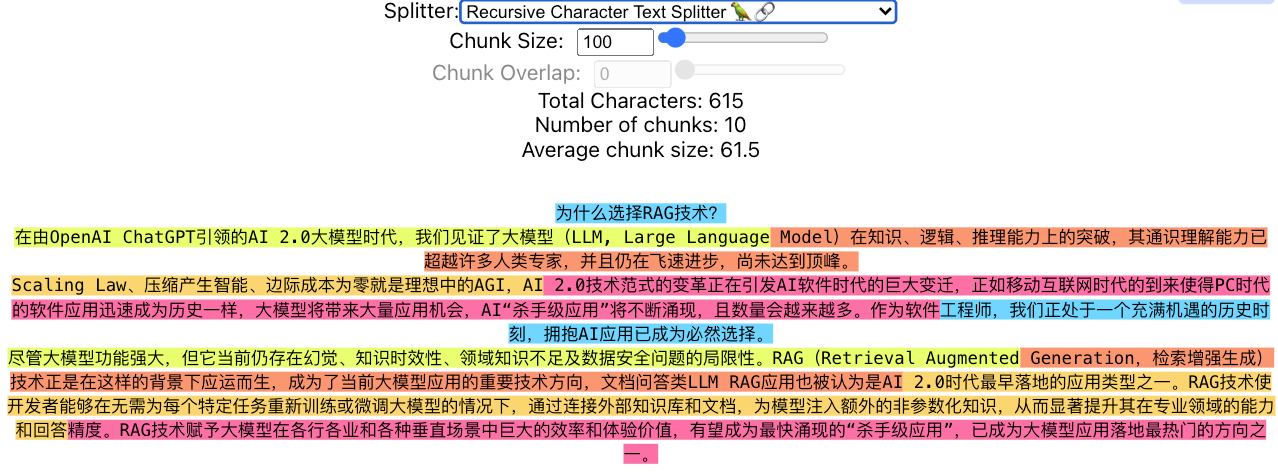 Splitter: Recursive Character Text Splitter 🦜🔗
Chunk Size: 100
Chunk Overlap: 0
Total Characters: 615
Number of chunks: 10
Average chunk size: 61.5
为什么选择RAG技术？
在由OpenAI ChatGPT引领的AI 2.0大模型时代，我们见证了大模型（LLM, Large Language Model）在知识、逻辑、推理能力上的突破，其通识理解能力已
超越许多人类专家，并且仍在飞速进步，尚未达到顶峰。
Scaling Law、压缩产生智能、边际成本为零就是理想中的AGI，AI 2.0技术范式的变革正在引发AI软件时代的巨大变迁，正如移动互联网时代的到来使得PC时代
的软件应用迅速成为历史一样，大模型将带来大量应用机会，AI“杀手级应用”将不断涌现，且数量会越来越多。作为软件工程师，我们正处于一个充满机遇的历史时
刻，拥抱AI应用已成为必然选择。
尽管大模型功能强大，但它当前仍存在幻觉、知识时效性、领域知识不足及数据安全问题的局限性。RAG（Retrieval Augmented Generation，检索增强生成）
技术正是在这样的背景下应运而生，成为了当前大模型应用的重要技术方向，文档问答类LLM RAG应用也被认为是AI 2.0时代最早落地的应用类型之一。RAG技术使
开发者能够在无需为每个特定任务重新训练或微调大模型的情况下，通过连接外部知识库和文档，为模型注入额外的非参数化知识，从而显著提升其在专业领域的能力
和回答精度。RAG技术赋予大模型在各行各业和各种垂直场景中巨大的效率和体验价值，有望成为最快涌现的“杀手级应用”，已成为大模型应用落地最热门的方向之
一。